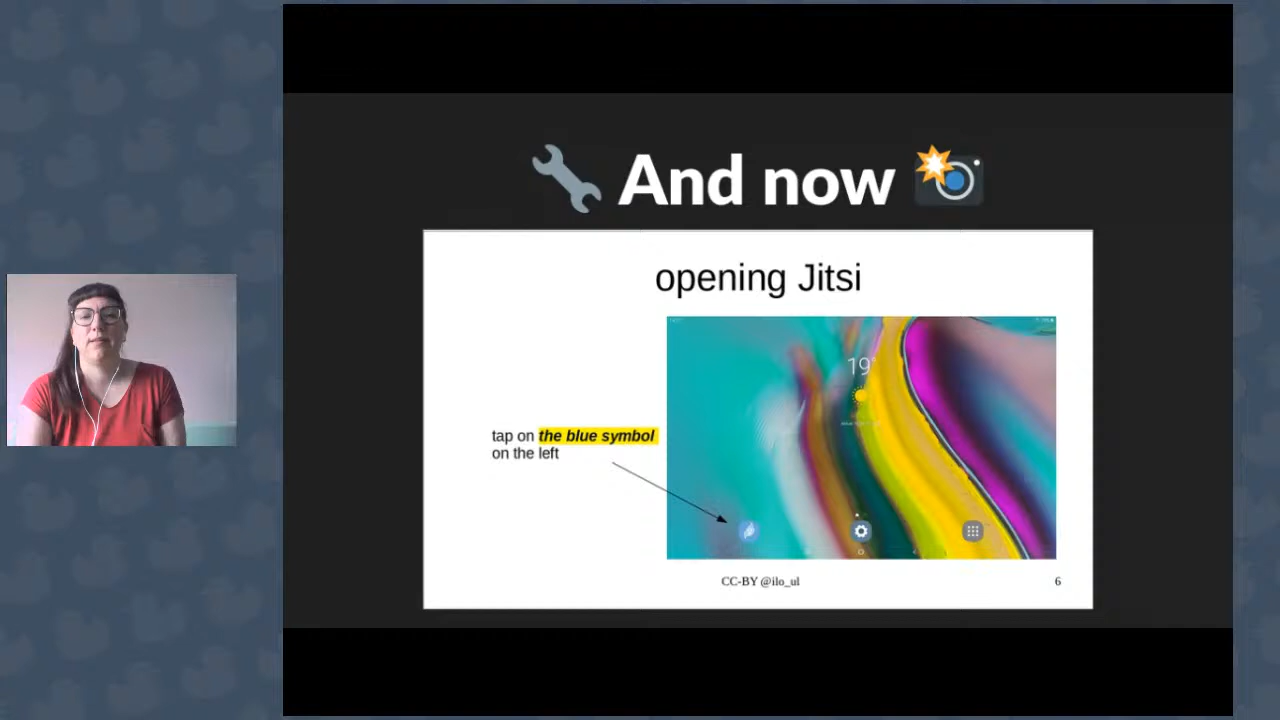 And now
opening Jitsi
19°
tap on the blue symbol
on the left
CC-BY @ilo_ul
6